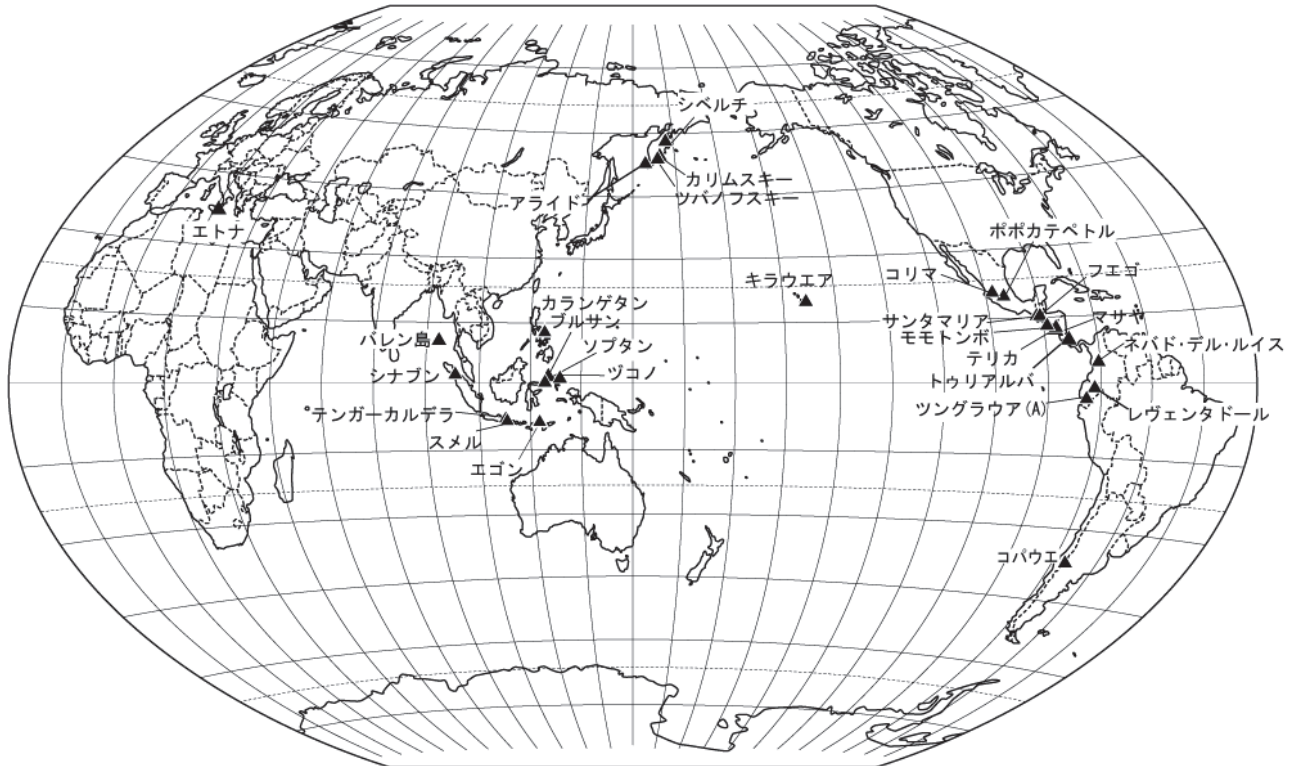 シベルチ
カリムスキー
ツパノフスキー
アライド
エトナ
ポポカテペトル
コリマ
フエゴ
キラウエア
カランゲタン
ブルサン
サンタマリア
マサヤ
モモトンボ
バレン島
ソプタン
テリカ
ネバド・デル・ルイス
シナブン
ヅコノ
トゥリアルバ
ツングラウア(A)
レヴェンタドール
テンガーカルデラ
スメル
エゴン
コパウエ